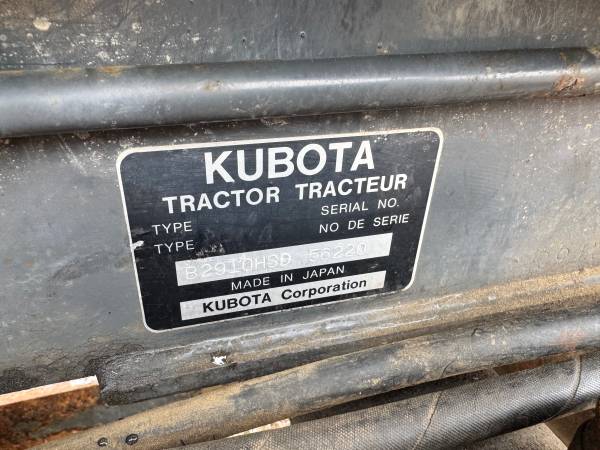 KUBOTA
TRACTOR TRACTEUR
TYPE SERIAL NO.
TYPE NO DE SERIE
B2910HSD 56220
MADE IN JAPAN
KUBOTA Corporation